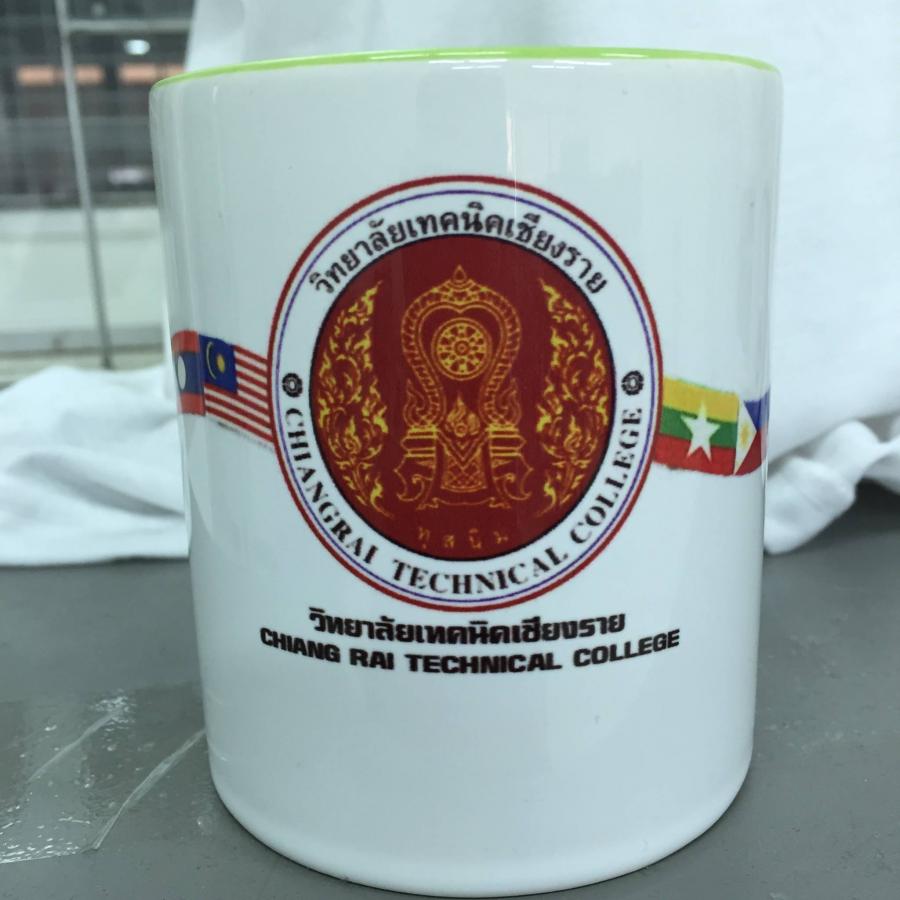 วิทยาลัยเทคนิคเชียงราย
ทุ ส นิ ม
CHIANGRAI TECHNICAL COLLEGE
วิทยาลัยเทคนิคเชียงราย
CHIANG RAI TECHNICAL COLLEGE